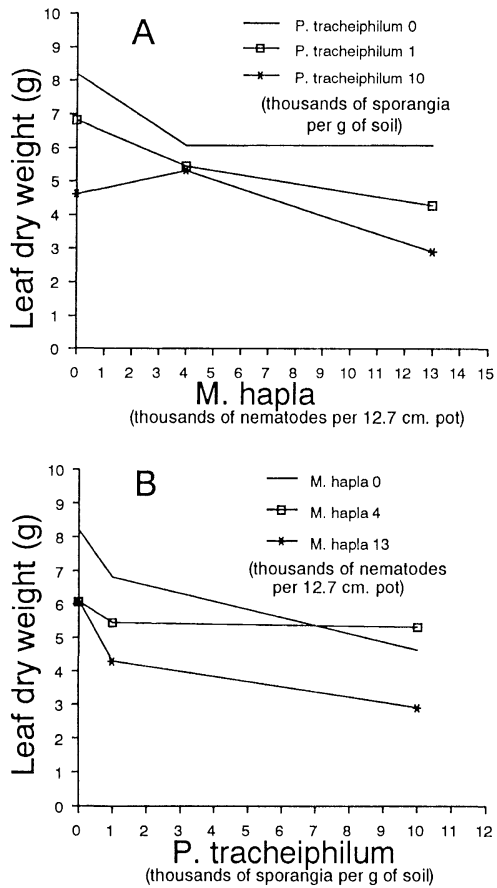 A
P. tracheiphilum 0
P. tracheiphilum 1
P. tracheiphilum 10
(thousands of sporangia
per g of soil)
Leaf dry weight (g)
10
9
8
7
6
5
4
3
2
1
0
0 1 2 3 4 5 6 7 8 9 10 11 12 13 14 15
M. hapla
(thousands of nematodes per 12.7 cm. pot)
B
M. hapla 0
M. hapla 4
M. hapla 13
(thousands of nematodes
per 12.7 cm. pot)
Leaf dry weight (g)
10
9
8
7
6
5
4
3
2
1
0
0 1 2 3 4 5 6 7 8 9 10 11 12
P. tracheiphilum
(thousands of sporangia per g of soil)